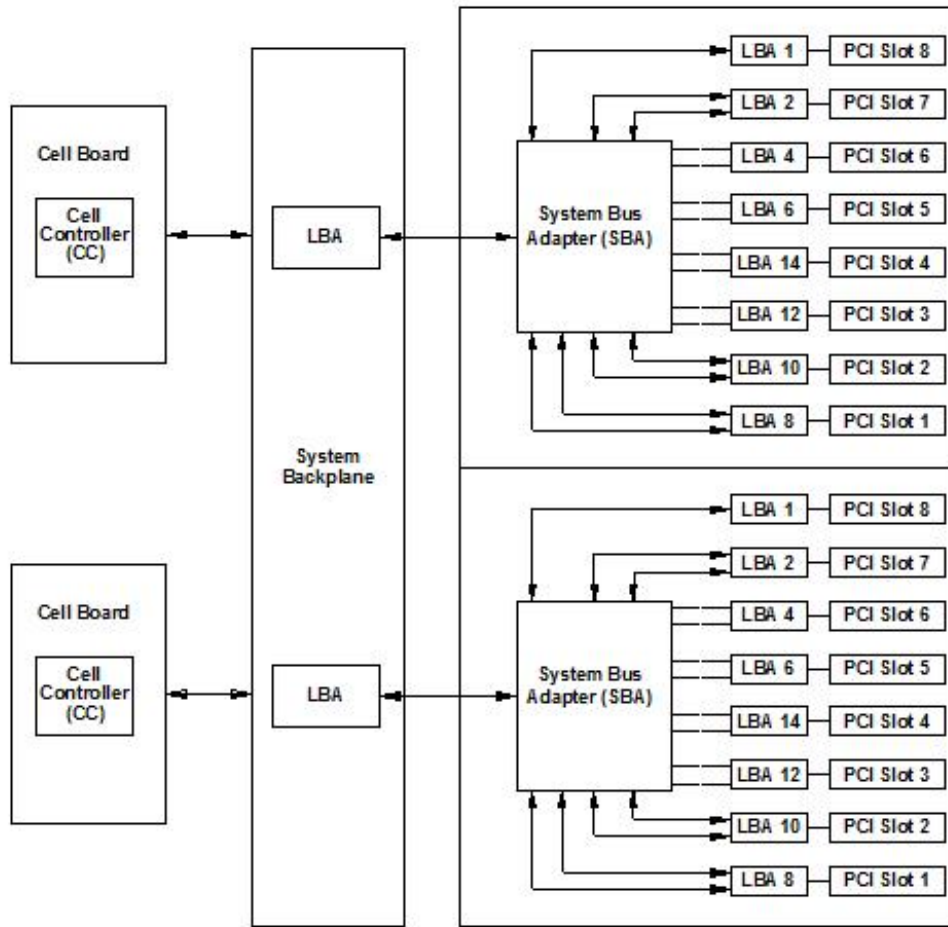 Cell Board
Cell
Controller
(CC)
LBA
System
Backplane
System Bus
Adapter (SBA)
LBA 1 PCI Slot 8
LBA 2 PCI Slot 7
LBA 4 PCI Slot 6
LBA 6 PCI Slot 5
LBA 14 PCI Slot 4
LBA 12 PCI Slot 3
LBA 10 PCI Slot 2
LBA 8 PCI Slot 1
Cell Board
Cell
Controller
(CC)
LBA
System Bus
Adapter (SBA)
LBA 1 PCI Slot 8
LBA 2 PCI Slot 7
LBA 4 PCI Slot 6
LBA 6 PCI Slot 5
LBA 14 PCI Slot 4
LBA 12 PCI Slot 3
LBA 10 PCI Slot 2
LBA 8 PCI Slot 1